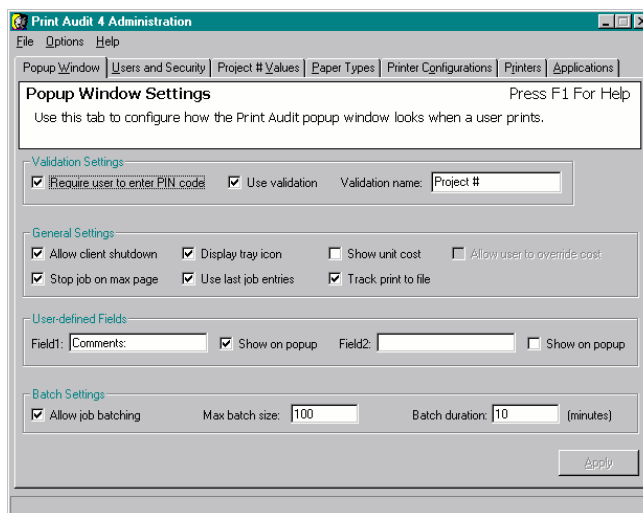 Print Audit 4 Administration
File Options Help
Popup Window Users and Security Project # Values Paper Types Printer Configurations Printers Applications
Popup Window Settings Press F1 For Help
Use this tab to configure how the Print Audit popup window looks when a user prints.
Validation Settings
Require user to enter PIN code Use validation Validation name: Project #
General Settings
Allow client shutdown Display tray icon Show unit cost Allow user to override cost
Stop job on max page Use last job entries Track print to file
User-defined Fields
Field1: Comments: Show on popup Field2: Show on popup
Batch Settings
Allow job batching Max batch size: 100 Batch duration: 10 (minutes)
Apply